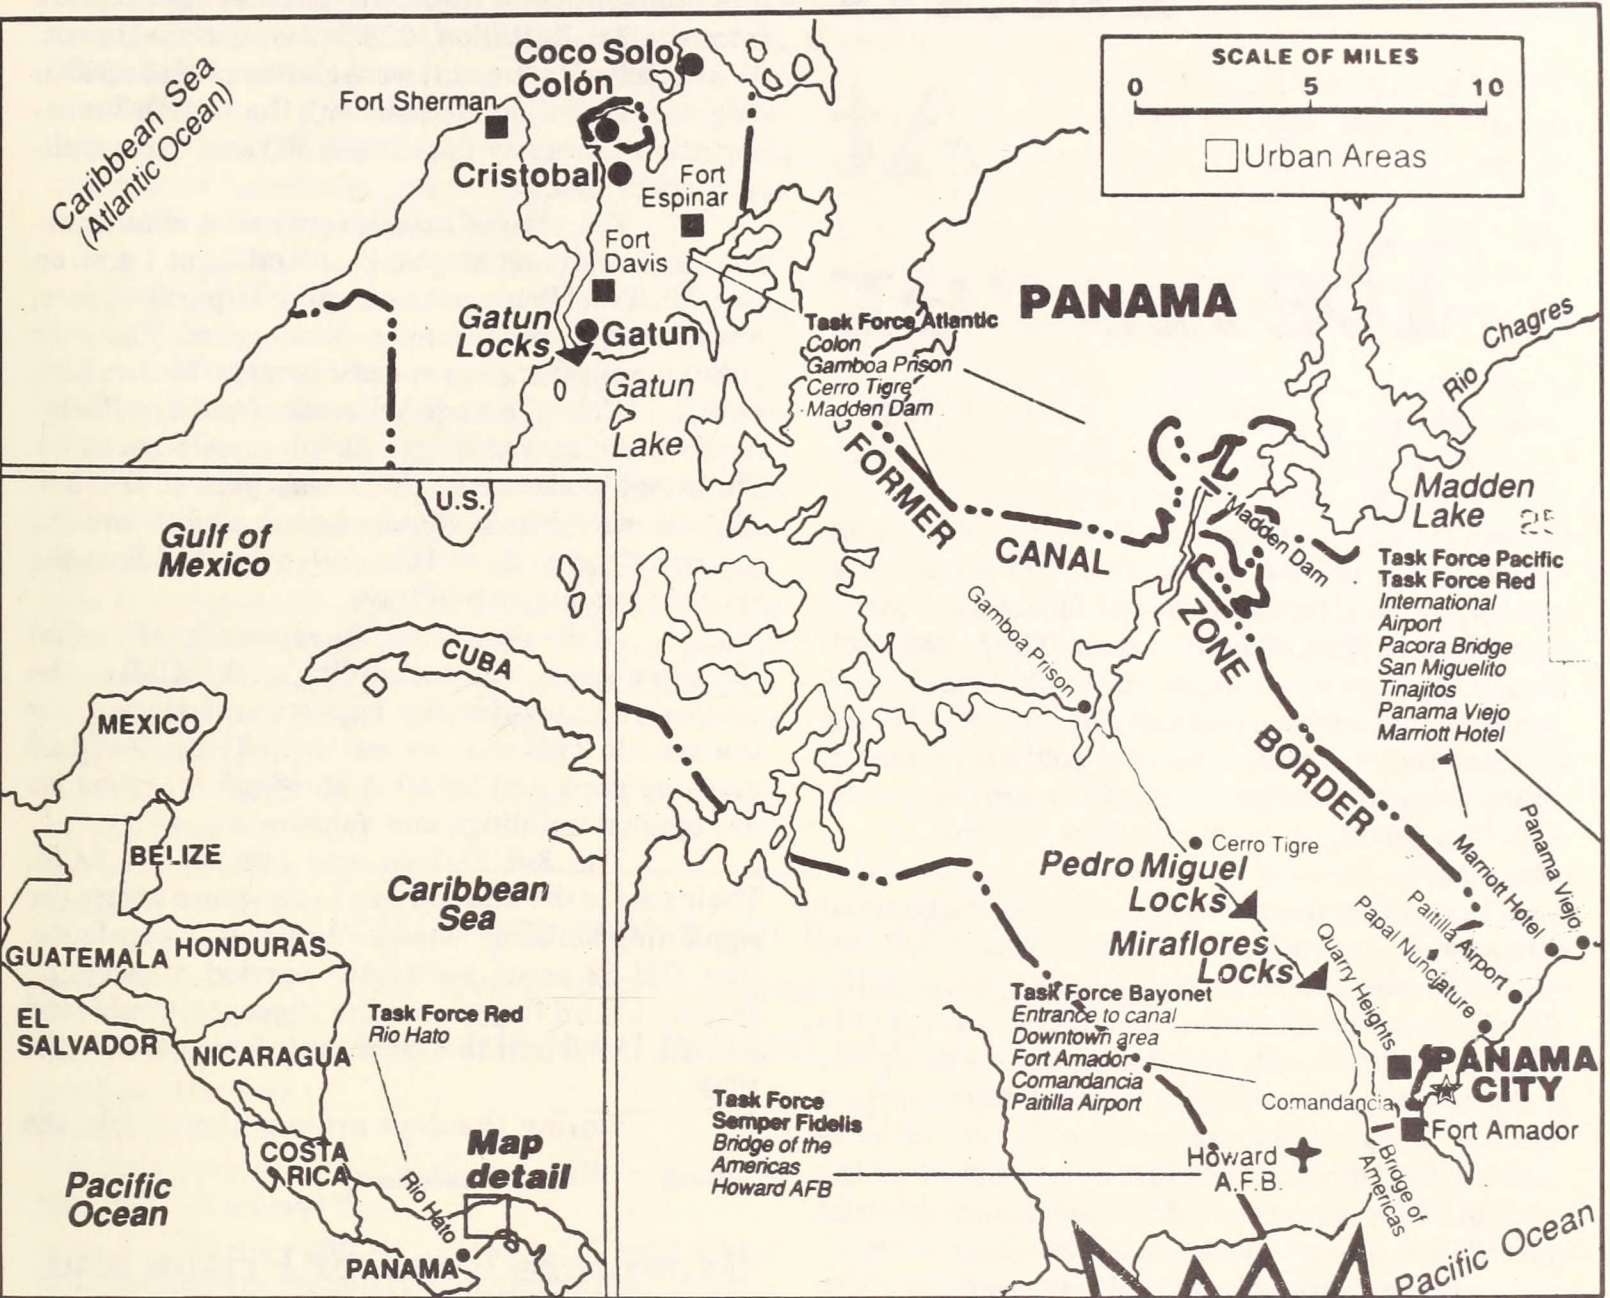 Caribbean Sea
(Atlantic Ocean)
Coco Solo
Colón
Fort Sherman
Cristobal
Fort
Espinar
Fort
Davis
Gatun
Locks
Gatún
Gatun
Lake
SCALE OF MILES
0 5 10
Urban Areas
PANAMA
Rio Chagres
Task Force Atlantic
Colon
Gamboa Prison
Cerro Tigre
Madden Dam
FORMER
CANAL
ZONE
BORDER
Madden
Lake
Madden Dam
Task Force Pacific
Task Force Red
International
Airport
Pacora Bridge
San Miguelito
Tinajitos
Panama Viejo
Marriott Hotel
Gamboa Prison
Cerro Tigre
Pedro Miguel
Locks
Miraflores
Locks
Panama Viejo
Marriott Hotel
Paitilla Airport
Papal Nunciature
Quarry Heights
Task Force Bayonet
Entrance to canal
Downtown area
Fort Amador
Comandancia
Paitilla Airport
PANAMA
CITY
Comandancia
Fort Amador
Bridge of
Americas
Howard
A.F.B.
Task Force
Semper Fidelis
Bridge of the
Americas
Howard AFB
Pacific Ocean
U.S.
Gulf of
Mexico
CUBA
MEXICO
BELIZE
Caribbean
Sea
GUATEMALA
HONDURAS
EL
SALVADOR
NICARAGUA
Task Force Red
Rio Hato
COSTA
RICA
Pacific
Ocean
Map
detail
Rio Hato
PANAMA